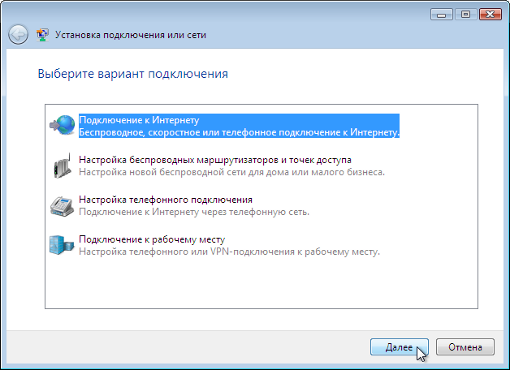 Установка подключения или сети
Выберите вариант подключения
Подключение к Интернету
Беспроводное, скоростное или телефонное подключение к Интернету.
Настройка беспроводных маршрутизаторов и точек доступа
Настройка новой беспроводной сети для дома или малого бизнеса.
Настройка телефонного подключения
Подключение к Интернету через телефонную сеть.
Подключение к рабочему месту
Настройка телефонного или VPN-подключения к рабочему месту.
Далее
Отмена